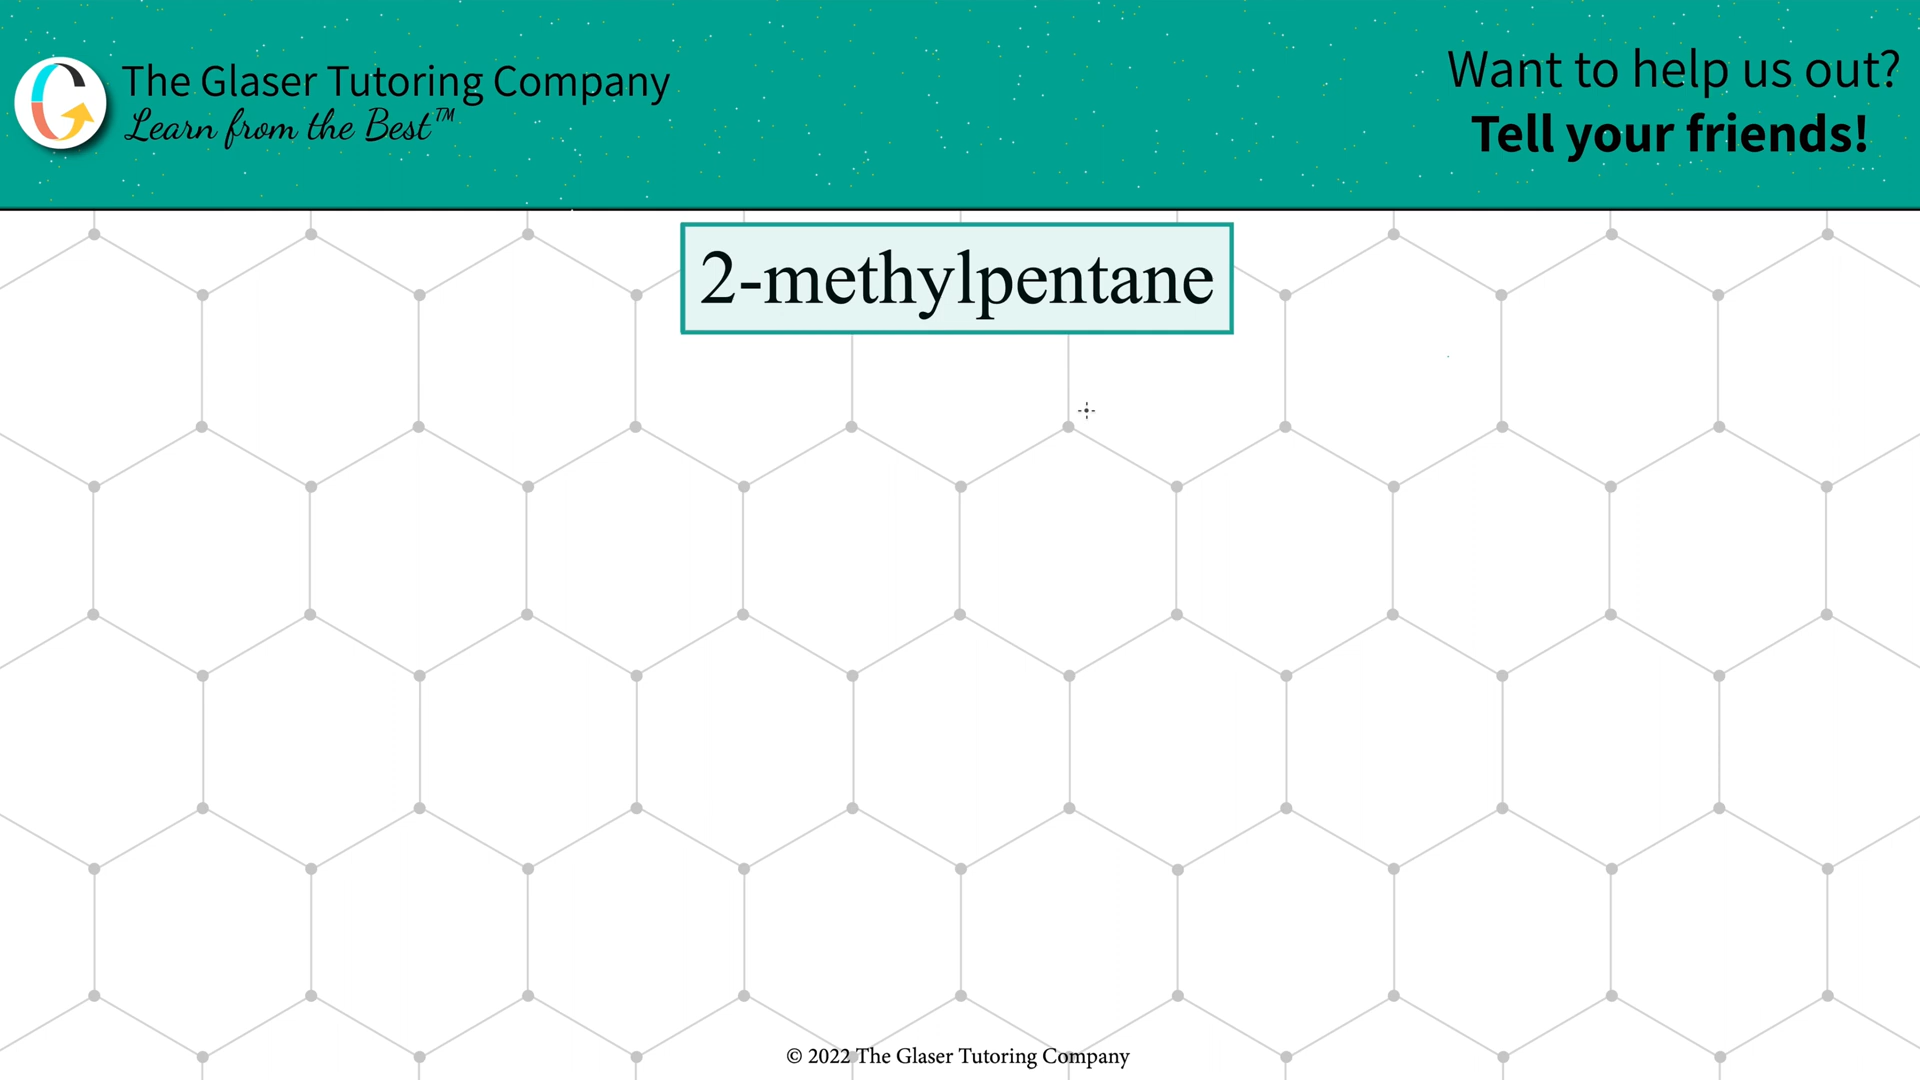 The Glaser Tutoring Company
Learn from the Best™
Want to help us out?
Tell your friends!
2-methylpentane
© 2022 The Glaser Tutoring Company